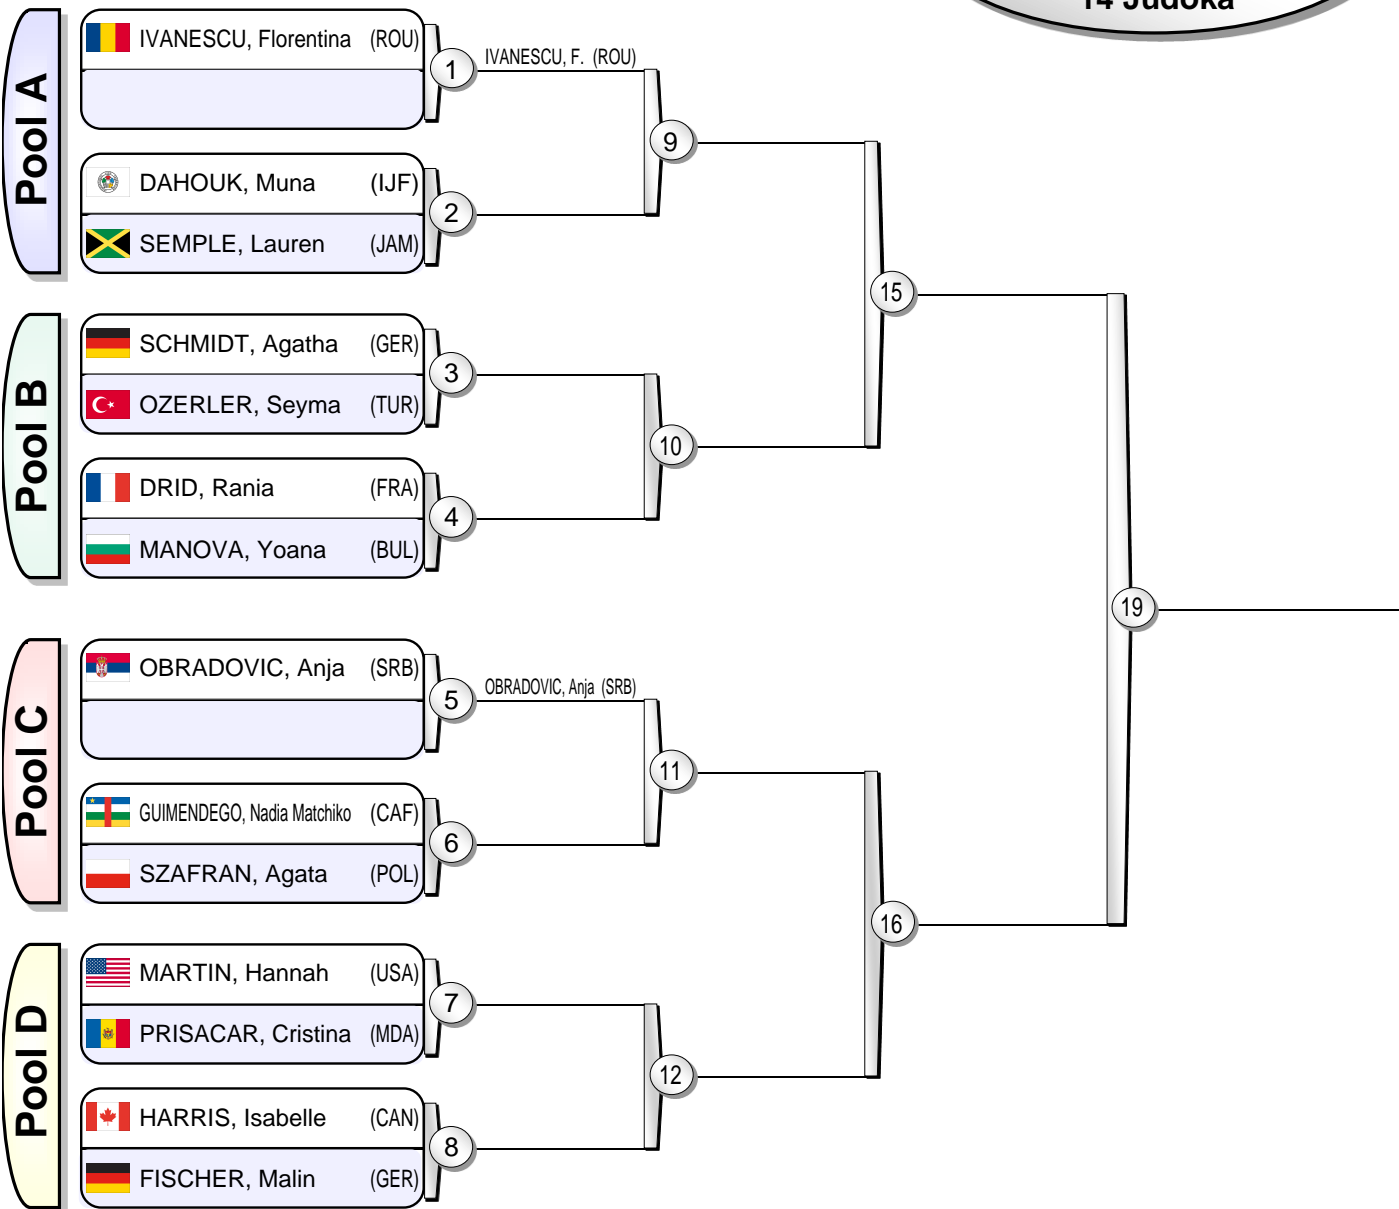 14 Judoka
Pool A
IVANESCU, Florentina (ROU)
1
IVANESCU, F. (ROU)
9
DAHOUK, Muna (IJF)
2
SEMPLE, Lauren (JAM)
15
Pool B
SCHMIDT, Agatha (GER)
3
OZERLER, Seyma (TUR)
10
DRID, Rania (FRA)
4
MANOVA, Yoana (BUL)
19
Pool C
OBRADOVIC, Anja (SRB)
5
OBRADOVIC, Anja (SRB)
11
GUIMENDEGO, Nadia Matchiko (CAF)
6
SZAFRAN, Agata (POL)
16
Pool D
MARTIN, Hannah (USA)
7
PRISACAR, Cristina (MDA)
12
HARRIS, Isabelle (CAN)
8
FISCHER, Malin (GER)